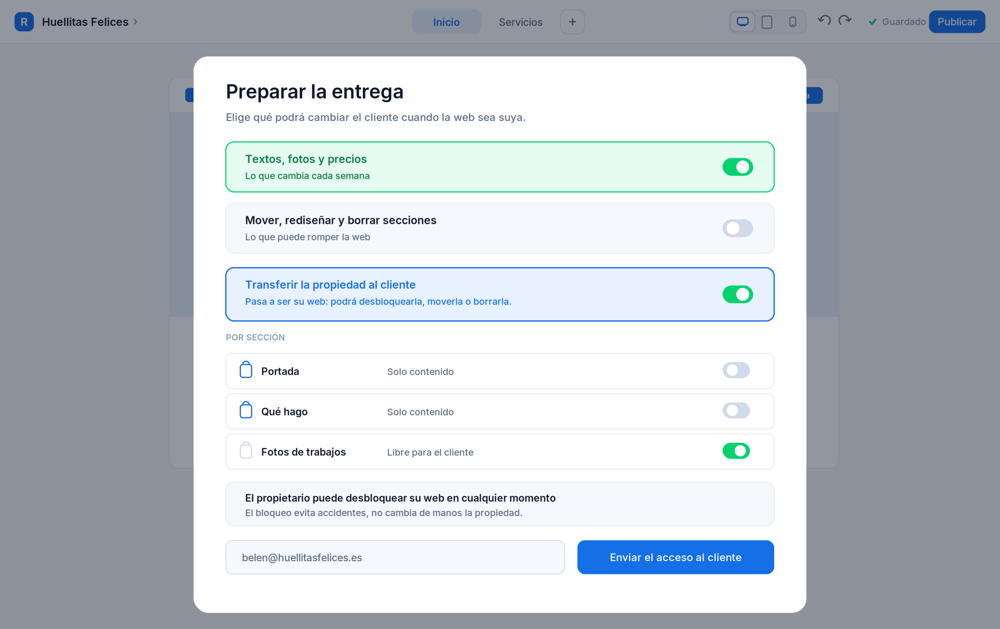 R Huellitas Felices
Inicio
Servicios
+
Guardado
Publicar
a
Preparar la entrega
Elige qué podrá cambiar el cliente cuando la web sea suya.
Textos, fotos y precios
Lo que cambia cada semana
Mover, rediseñar y borrar secciones
Lo que puede romper la web
Transferir la propiedad al cliente
Pasa a ser su web: podrá desbloquearla, moverla o borrarla.
POR SECCIÓN
Portada
Solo contenido
Qué hago
Solo contenido
Fotos de trabajos
Libre para el cliente
El propietario puede desbloquear su web en cualquier momento
El bloqueo evita accidentes, no cambia de manos la propiedad.
belen@huellitasfelices.es
Enviar el acceso al cliente